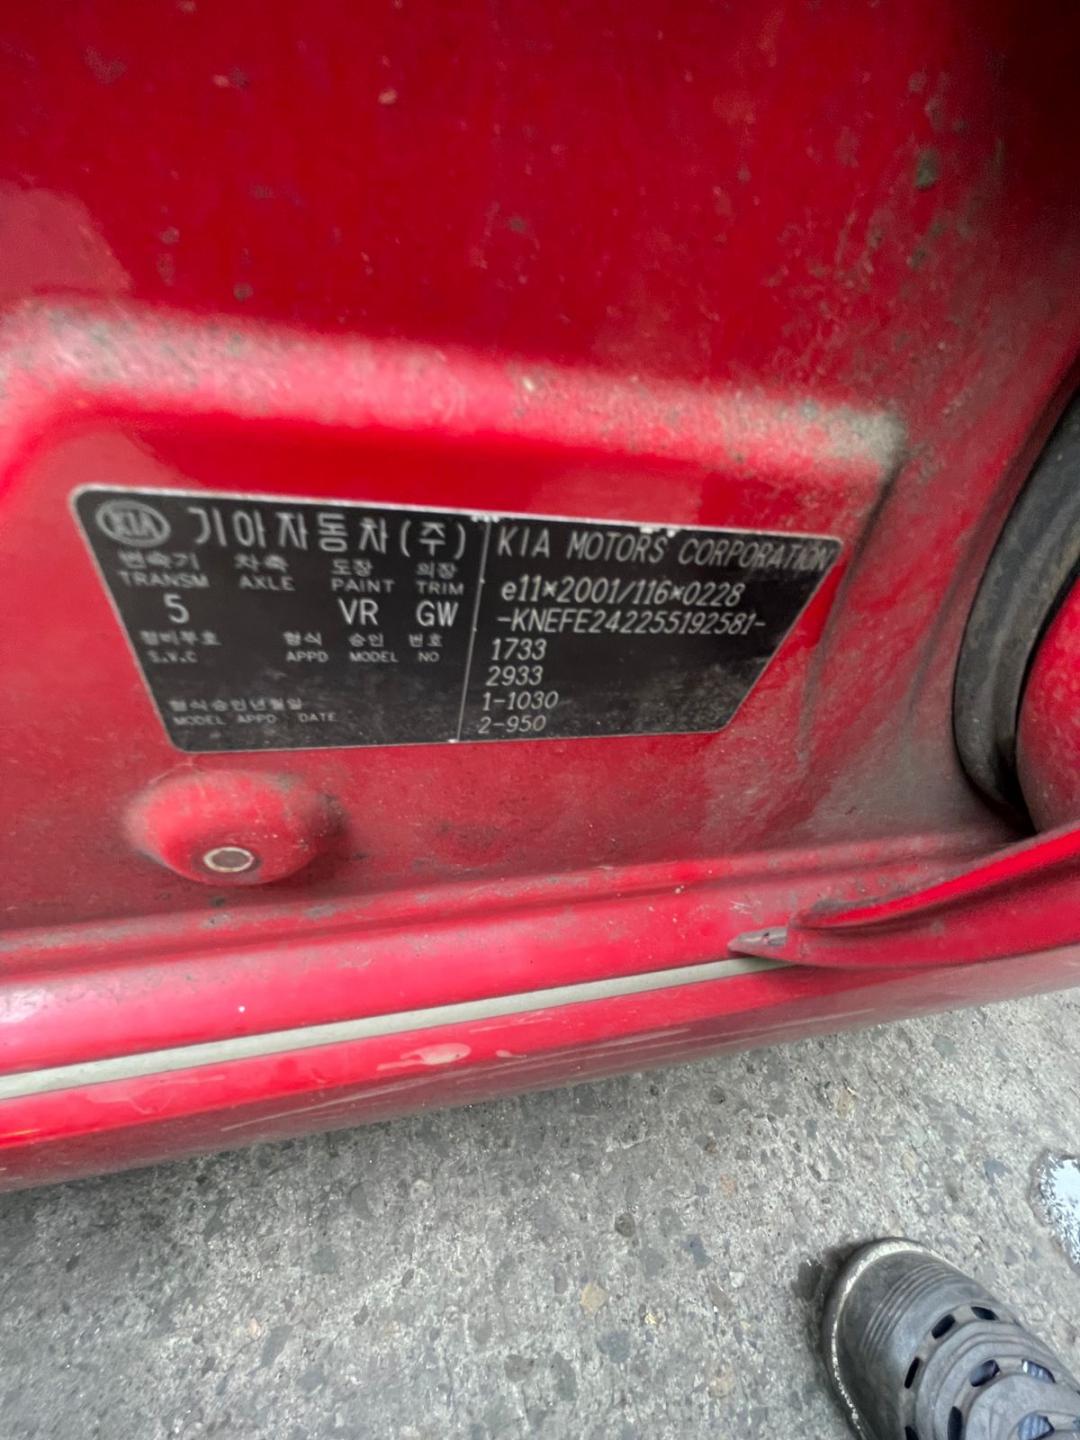 KIA 기아자동차(주)
변속기 차축 도장 의장
TRANSM AXLE PAINT TRIM
5 VR GW
정비부호 형식 승인 번호
S.V.C APPD MODEL NO
형식승인년월일
MODEL APPD DATE
KIA MOTORS CORPORATION
e11*2001/116*0228
-KNEFE242255192581-
1733
2933
1-1030
2-950